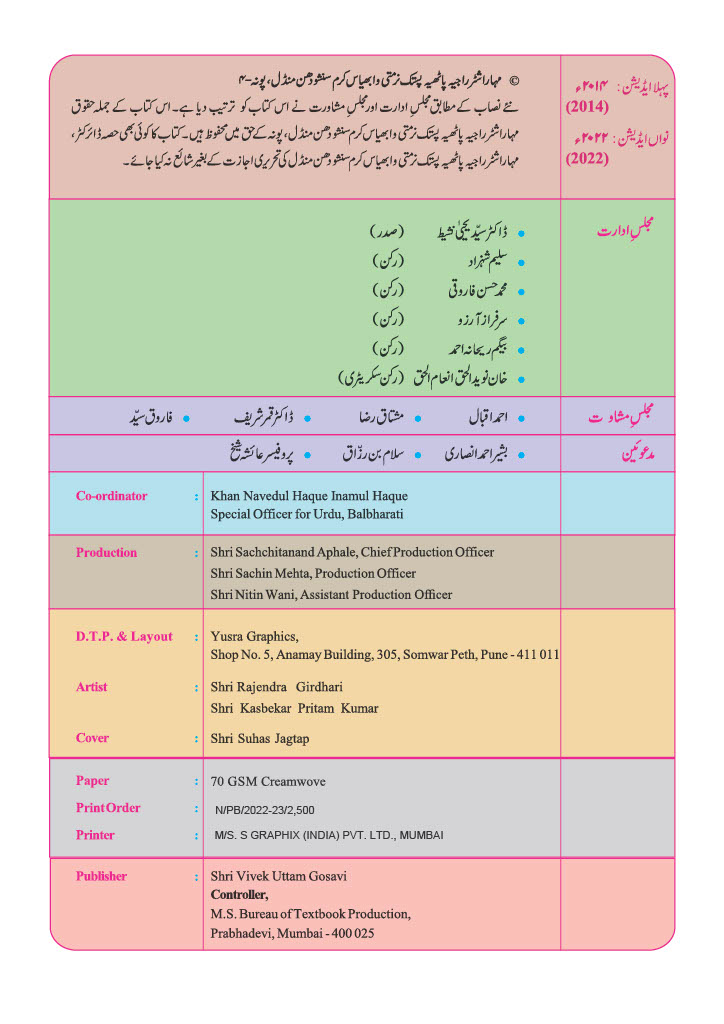 پہلا ایڈیشن : ۲۰۱۴ء
(2014)
نواں ایڈیشن : ۲۰۲۲ء
(2022)
© مہاراشٹر راجیہ پاٹھیہ پستک نرمتی و ابھیاس کرم سنشودھن منڈل، پونہ-۴
نئے نصاب کے مطابق مجلسِ ادارت اور مجلسِ مشاورت نے اس کتاب کو ترتیب دیا ہے۔ اس کتاب کے جملہ حقوق
مہاراشٹر راجیہ پاٹھیہ پستک نرمتی و ابھیاس کرم سنشودھن منڈل، پونہ کے حق میں محفوظ ہیں۔ کتاب کا کوئی بھی حصہ ڈائرکٹر،
مہاراشٹر راجیہ پاٹھیہ پستک نرمتی و ابھیاس کرم سنشودھن منڈل کی تحریری اجازت کے بغیر شائع نہ کیا جائے۔
مجلسِ ادارت
• ڈاکٹر سیّد یحییٰ نشیط (صدر)
• سلیم شہزاد (رکن)
• محمد حسن فاروقی (رکن)
• سرفراز آرزو (رکن)
• بیگم ریحانہ احمد (رکن)
• خان نوید الحق انعام الحق (رکن سکریٹری)
مجلسِ مشاو ت • احمد اقبال • مشتاق رضا • ڈاکٹر قمر شریف • فاروق سیّد
مدعوئین • بشیر احمد انصاری • سلام بن رزّاق • پروفیسر عائشہ شیخ
Co-ordinator : Khan Navedul Haque Inamul Haque
Special Officer for Urdu, Balbharati
Production : Shri Sachchitanand Aphale, Chief Production Officer
Shri Sachin Mehta, Production Officer
Shri Nitin Wani, Assistant Production Officer
D.T.P. & Layout : Yusra Graphics,
Shop No. 5, Anamay Building, 305, Somwar Peth, Pune - 411 011
Artist : Shri Rajendra Girdhari
Shri Kasbekar Pritam Kumar
Cover : Shri Suhas Jagtap
Paper : 70 GSM Creamwove
Print Order : N/PB/2022-23/2,500
Printer : M/S. S GRAPHIX (INDIA) PVT. LTD., MUMBAI
Publisher : Shri Vivek Uttam Gosavi
Controller,
M.S. Bureau of Textbook Production,
Prabhadevi, Mumbai - 400 025